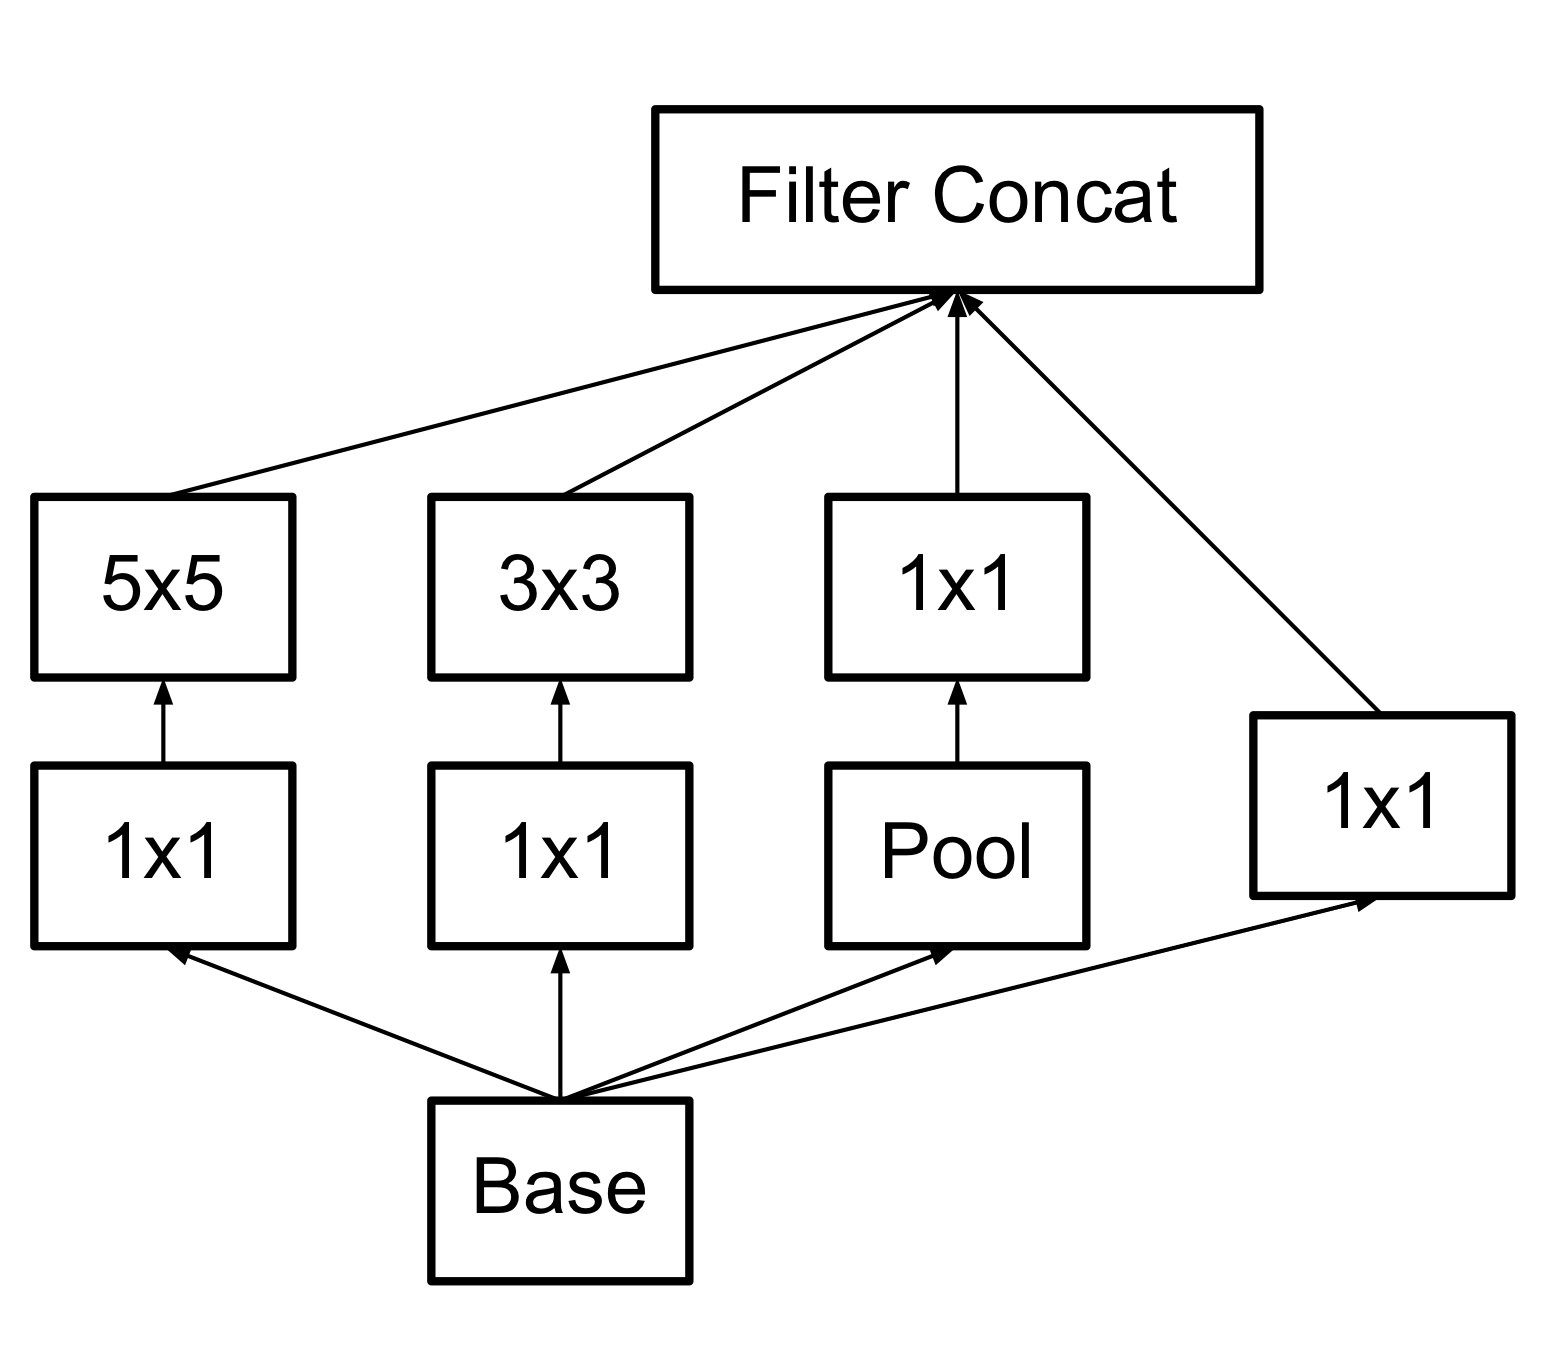 Filter Concat
5x5
3x3
1x1
1x1
1x1
1x1
Pool
Base